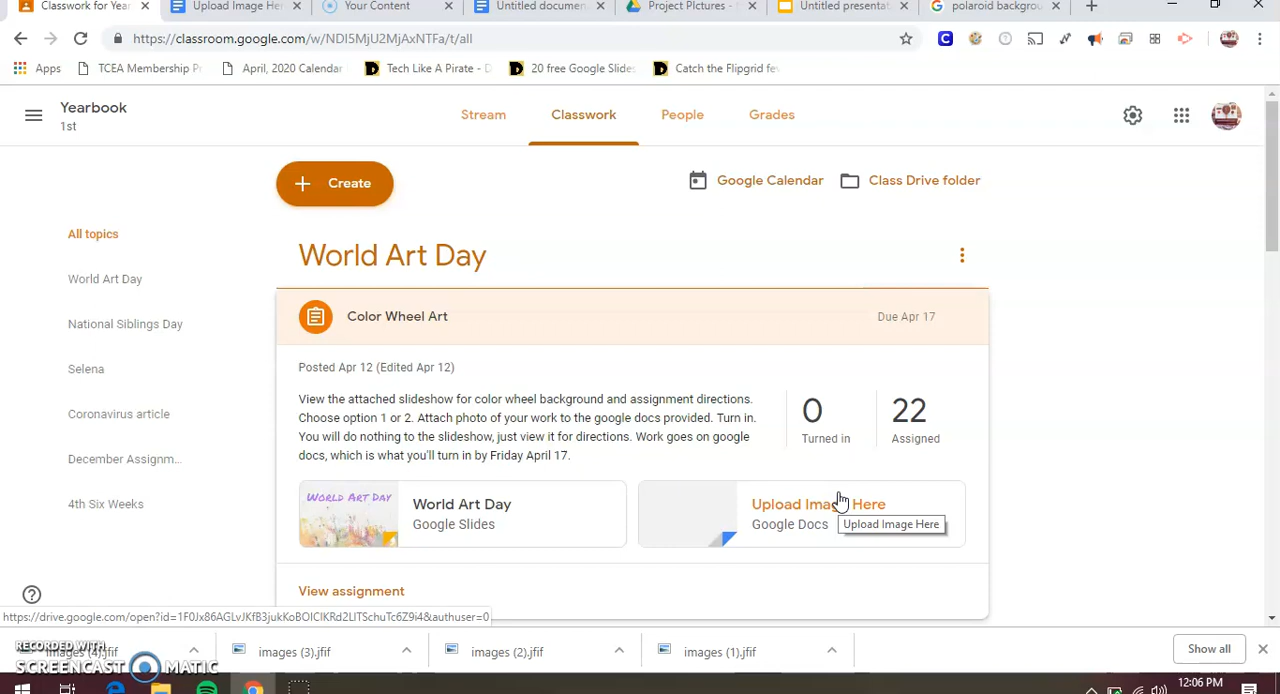 Classroom for Year
Upload Image He
Your Content
Untitled documen
Project Pictures -
Untitled presentat
polaroid backgrou
https://classroom.google.com/w/NDI5MjU2MjAxNTFa/t/all
Apps
TCEA Membership Pr
April, 2020 Calendar
Tech Like A Pirate - D
20 free Google Slides
Catch the Flipgrid fev
Yearbook
1st
Stream
Classwork
People
Grades
Create
Google Calendar
Class Drive folder
All topics
World Art Day
National Siblings Day
Selena
Coronavirus article
December Assignm...
4th Six Weeks
World Art Day
Color Wheel Art
Due Apr 17
Posted Apr 12 (Edited Apr 12)
View the attached slideshow for color wheel background and assignment directions.
Choose option 1 or 2. Attach photo of your work to the google docs provided. Turn in.
You will do nothing to the slideshow, just view it for directions. Work goes on google
docs, which is what you'll turn in by Friday April 17.
0
Turned in
22
Assigned
WORLD ART DAY
World Art Day
Google Slides
Upload Image Here
Google Docs
Upload Image Here
View assignment
https://drive.google.com/open?id=1F0Jx86AGLvJKfB3jukKoBOICIKRd2LITSchuTc6Z9i4&authuser=0
images (4).jfif
images (3).jfif
images (2).jfif
images (1).jfif
Show all
RECORDED WITH
SCREENCAST MATIC
12:06 PM